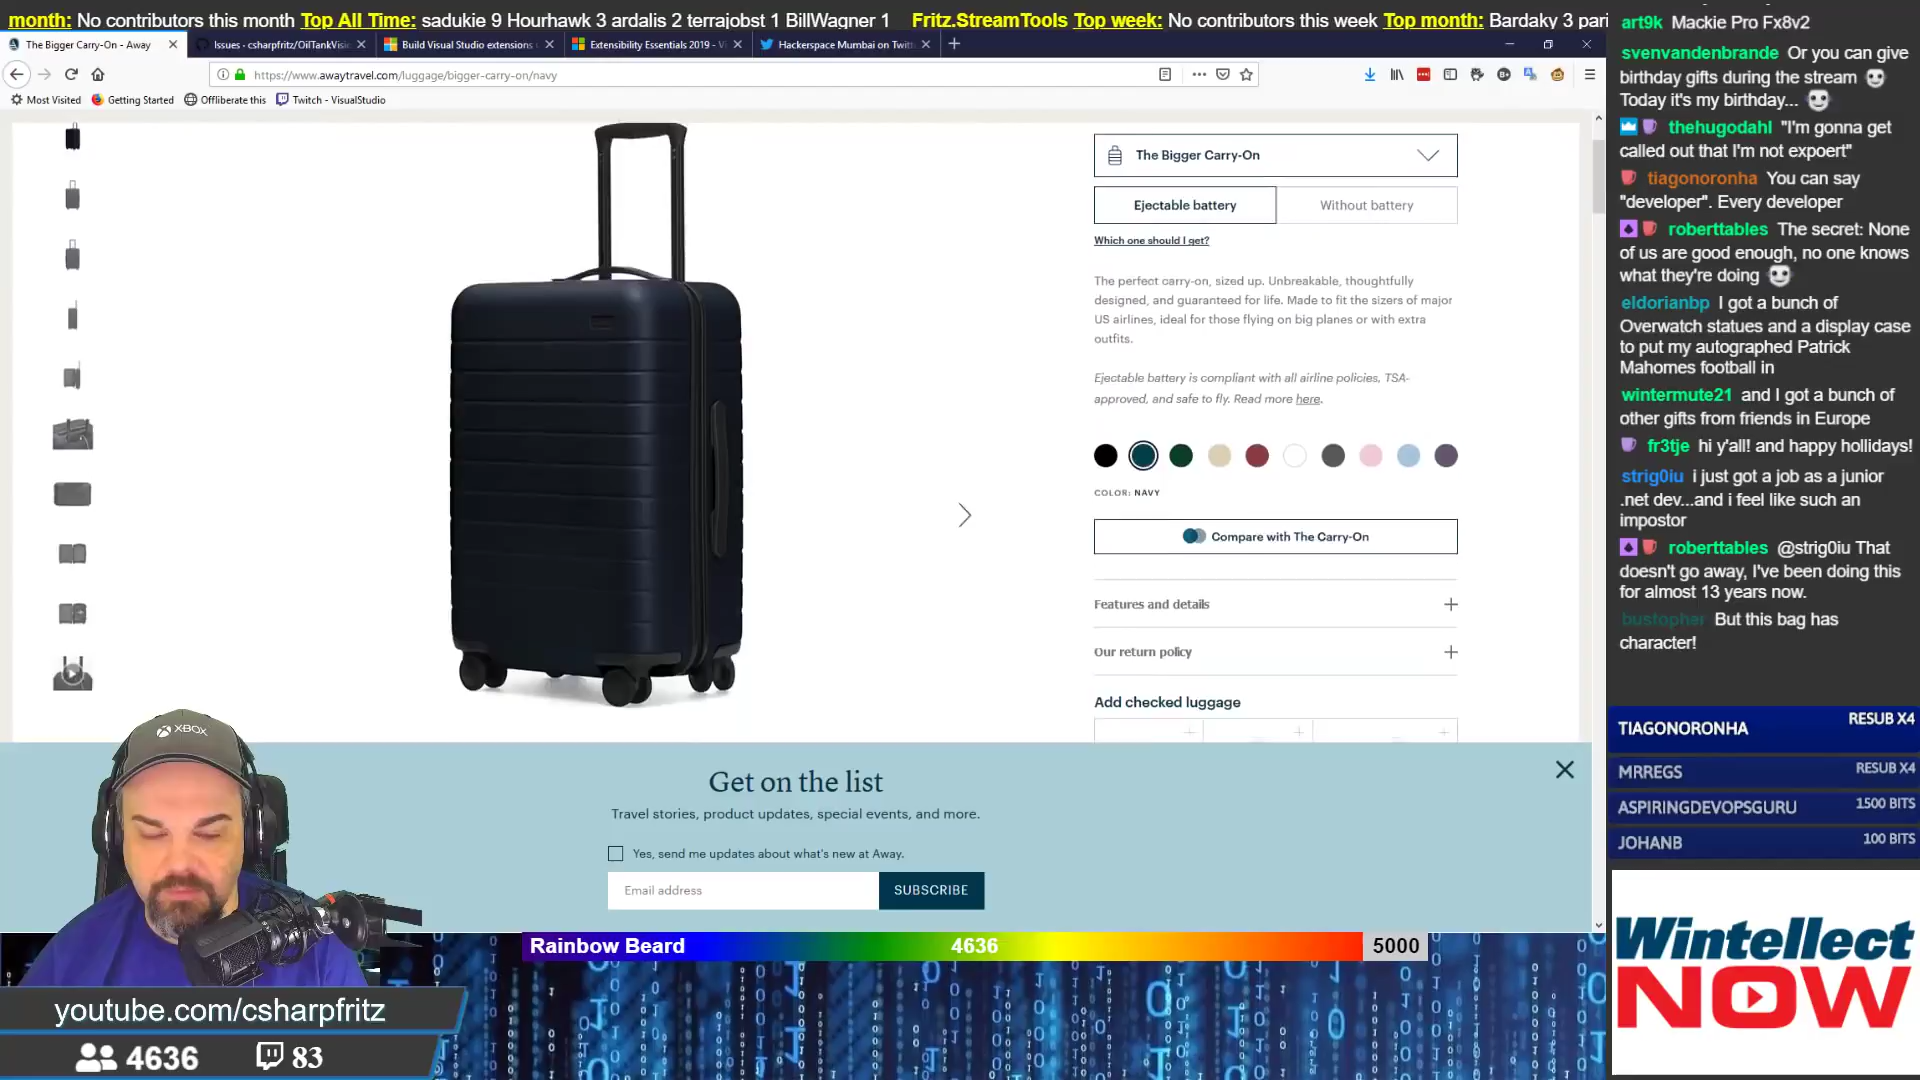 month: No contributors this month Top All Time: sadukie 9 Hourhawk 3 ardalis 2 terrajobst 1 BillWagner 1 Fritz.StreamTools Top week: No contributors this week Top month: Bardaky 3 pari
The Bigger Carry-On - Away
Issues - csharpfritz/OilTankVisi
Build Visual Studio extensions
Extensibility Essentials 2019 - Vi
Hackerspace Mumbai on Twitt
https://www.awaytravel.com/luggage/bigger-carry-on/navy
Most Visited
Getting Started
Offliberate this
Twitch - VisualStudio
The Bigger Carry-On
Ejectable battery
Without battery
Which one should I get?
The perfect carry-on, sized up. Unbreakable, thoughtfully
designed, and guaranteed for life. Made to fit the sizers of major
US airlines, ideal for those flying on big planes or with extra
outfits.
Ejectable battery is compliant with all airline policies, TSA-
approved, and safe to fly. Read more here.
COLOR: NAVY
Compare with The Carry-On
Features and details
Our return policy
Add checked luggage
Get on the list
Travel stories, product updates, special events, and more.
Yes, send me updates about what's new at Away.
Email address
SUBSCRIBE
XBOX
Rainbow Beard
4636
5000
youtube.com/csharpfritz
4636
83
art9k Mackie Pro Fx8v2
svenvandenbrande Or you can give
birthday gifts during the stream
Today it's my birthday...
thehugodahl "I'm gonna get
called out that I'm not expoert"
tiagonoronha You can say
"developer". Every developer
roberttables The secret: None
of us are good enough, no one knows
what they're doing
eldorianbp I got a bunch of
Overwatch statues and a display case
to put my autographed Patrick
Mahomes football in
wintermute21 and I got a bunch of
other gifts from friends in Europe
fr3tje hi y'all! and happy hollidays!
strig0iu i just got a job as a junior
.net dev...and i feel like such an
impostor
roberttables @strig0iu That
doesn't go away, I've been doing this
for almost 13 years now.
bustopher But this bag has
character!
TIAGONORONHA RESUB X4
MRREGS RESUB X4
ASPIRINGDEVOPSGURU 1500 BITS
JOHANB 100 BITS
Wintellect
NOW